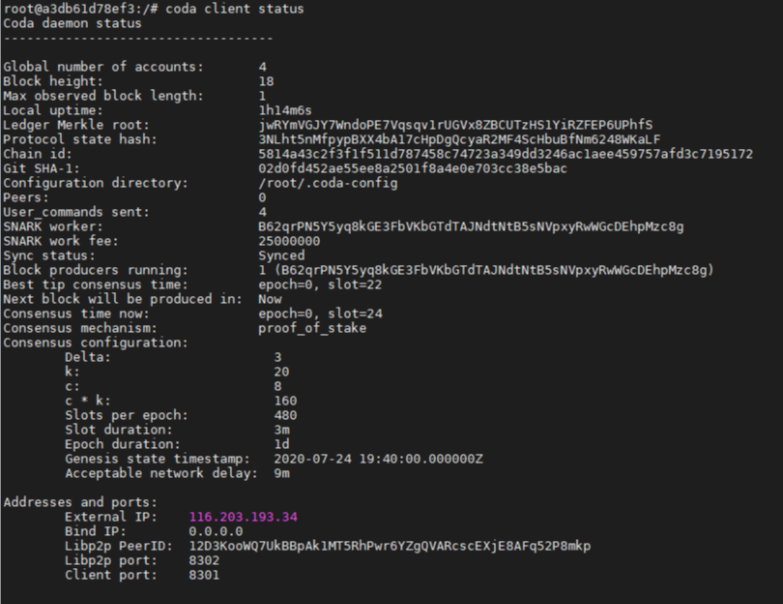 root@a3db61d78ef3:/# coda client status
Coda daemon status
-----------------------------------
Global number of accounts: 4
Block height: 18
Max observed block length: 1
Local uptime: 1h14m6s
Ledger Merkle root: jwRYmVGJY7WndoPE7Vqsqv1rUGVx8ZBCUTzHS1YiRZFEP6UPhfS
Protocol state hash: 3NLht5nMfpypBXX4bA17cHpDgQcyaR2MF4ScHbuBfNm6248WKaLF
Chain id: 5814a43c2f3f1f511d787458c74723a349dd3246ac1aee459757afd3c7195172
Git SHA-1: 02d0fd452ae55ee8a2501f8a4e0e703cc38e5bac
Configuration directory: /root/.coda-config
Peers: 0
User_commands sent: 4
SNARK worker: B62qrPN5Y5yq8kGE3FbVKbGTdTAJNdtNtB5sNVpxyRwWGcDEhpMzc8g
SNARK work fee: 25000000
Sync status: Synced
Block producers running: 1 (B62qrPN5Y5yq8kGE3FbVKbGTdTAJNdtNtB5sNVpxyRwWGcDEhpMzc8g)
Best tip consensus time: epoch=0, slot=22
Next block will be produced in: Now
Consensus time now: epoch=0, slot=24
Consensus mechanism: proof_of_stake
Consensus configuration:
Delta: 3
k: 20
c: 8
c * k: 160
Slots per epoch: 480
Slot duration: 3m
Epoch duration: 1d
Genesis state timestamp: 2020-07-24 19:40:00.000000Z
Acceptable network delay: 9m
Addresses and ports:
External IP: 116.203.193.34
Bind IP: 0.0.0.0
Libp2p PeerID: 12D3KooWQ7UkBBpAk1MT5RhPwr6YZgQVARcscEXjE8AFq52P8mkp
Libp2p port: 8302
Client port: 8301